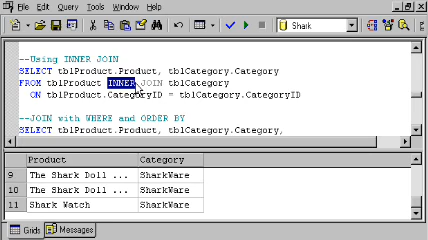 File Edit Query Tools Window Help
Shark
--Using INNER JOIN
SELECT tblProduct.Product, tblCategory.Category
FROM tblProduct INNER JOIN tblCategory
ON tblProduct.CategoryID = tblCategory.CategoryID
--JOIN with WHERE and ORDER BY
SELECT tblProduct.Product, tblCategory.Category,
Product Category
9 The Shark Doll ... SharkWare
10 The Shark Doll ... SharkWare
11 Shark Watch SharkWare
Grids Messages